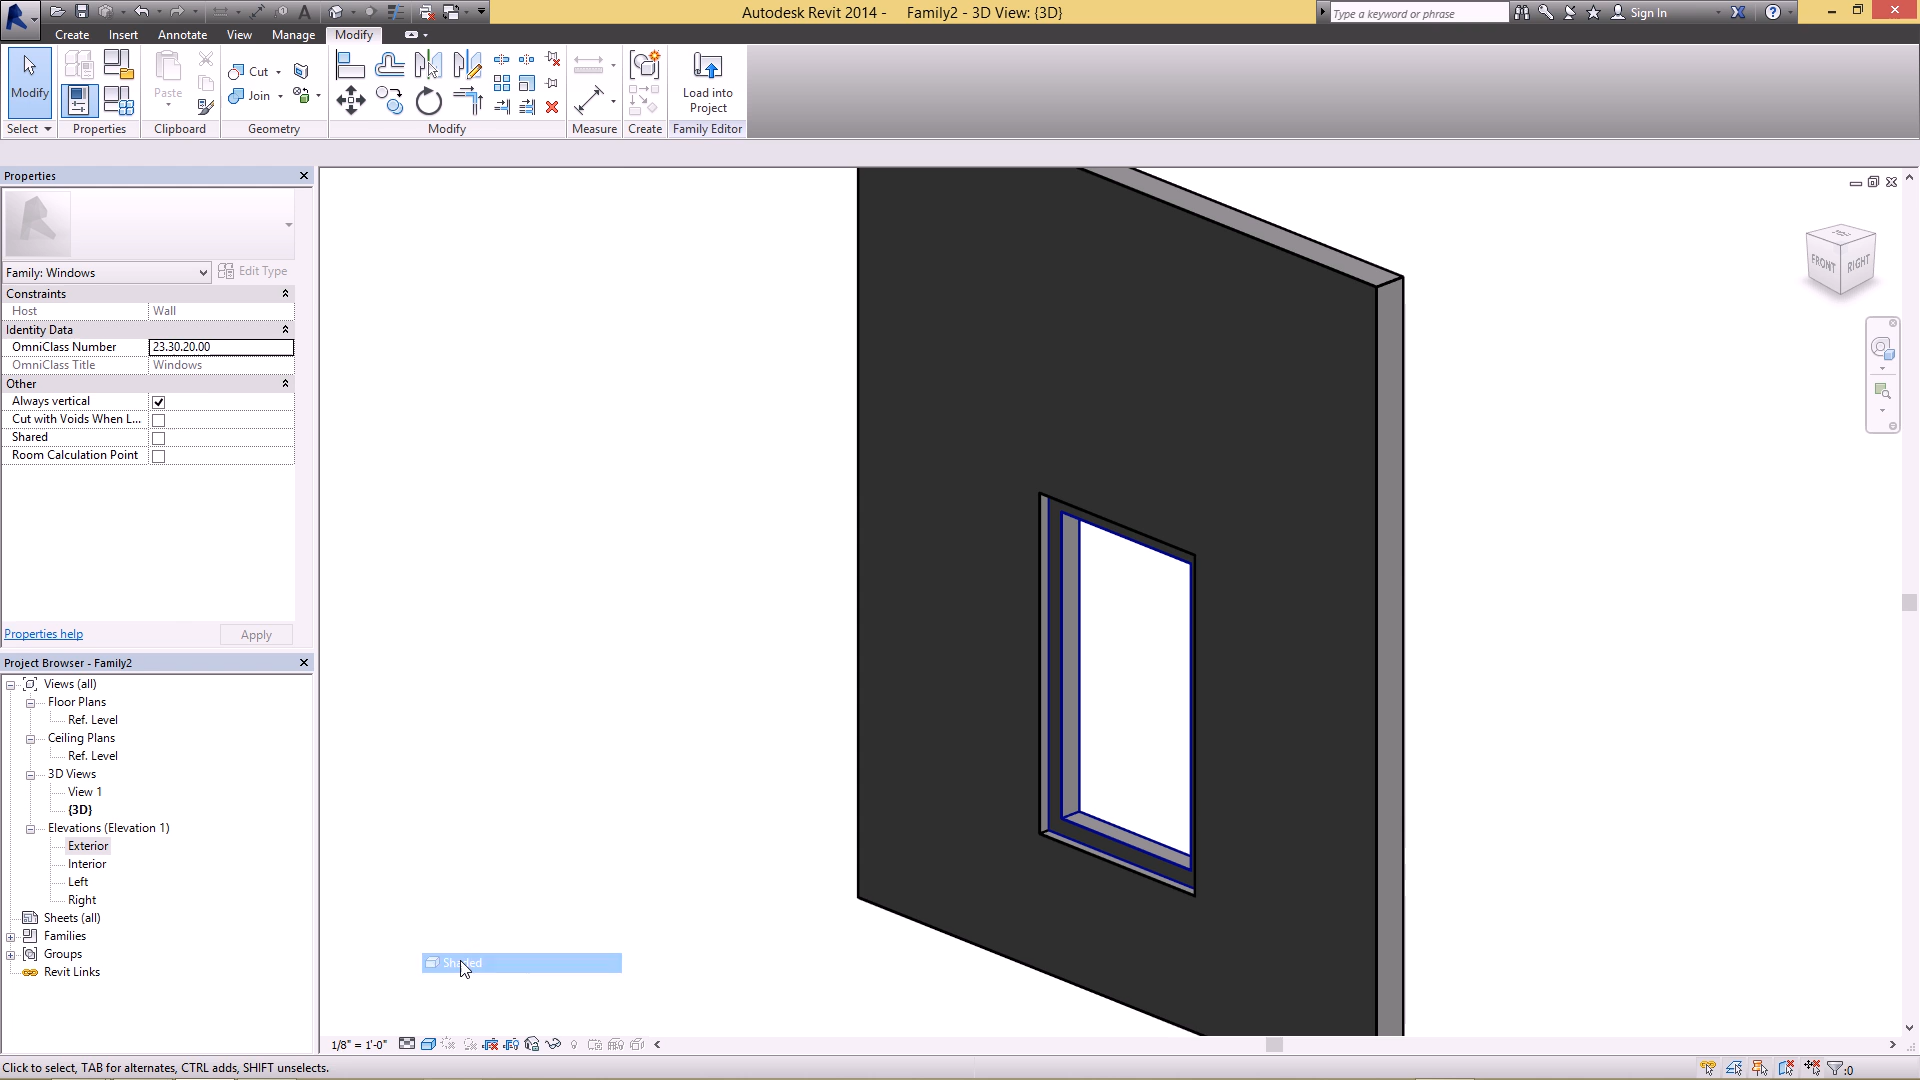 Autodesk Revit 2014 - Family2 - 3D View: {3D}
Type a keyword or phrase
Sign In
Create Insert Annotate View Manage Modify
Modify
Paste
Cut
Join
Load into
Project
Select Properties Clipboard Geometry Modify Measure Create Family Editor
Properties
Family: Windows
Edit Type
Constraints
Host Wall
Identity Data
OmniClass Number 23.30.20.00
OmniClass Title Windows
Other
Always vertical
Cut with Voids When L...
Shared
Room Calculation Point
Properties help
Apply
Project Browser - Family2
Views (all)
Floor Plans
Ref. Level
Ceiling Plans
Ref. Level
3D Views
View 1
{3D}
Elevations (Elevation 1)
Exterior
Interior
Left
Right
Sheets (all)
Families
Groups
Revit Links
FRONT RIGHT
Shaded
1/8" = 1'-0"
Click to select, TAB for alternates, CTRL adds, SHIFT unselects.
:0